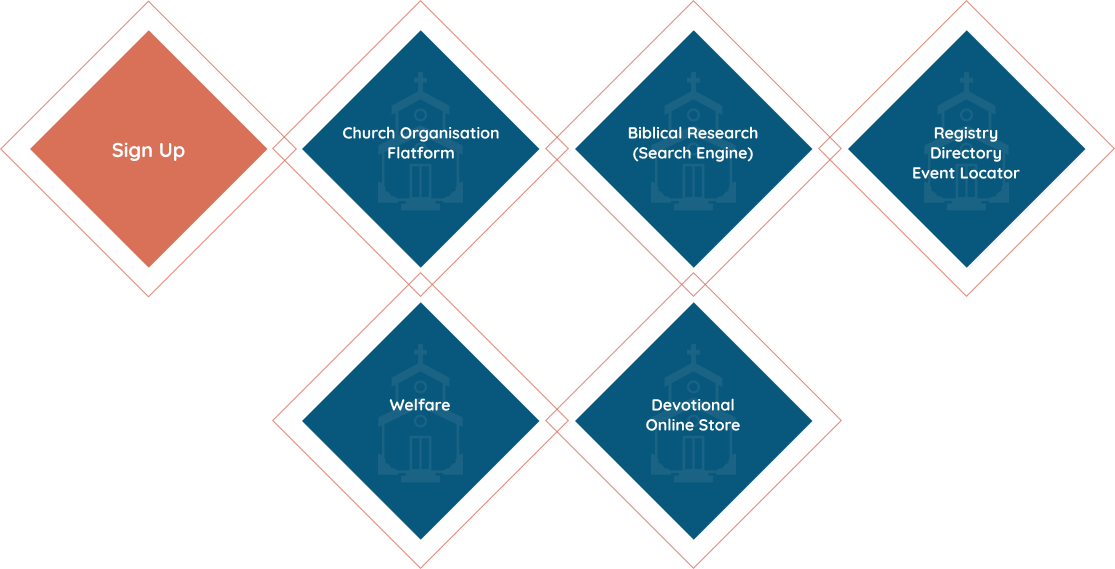 Sign Up
Church Organisation
Flatform
Biblical Research
(Search Engine)
Registry
Directory
Event Locator
Welfare
Devotional
Online Store